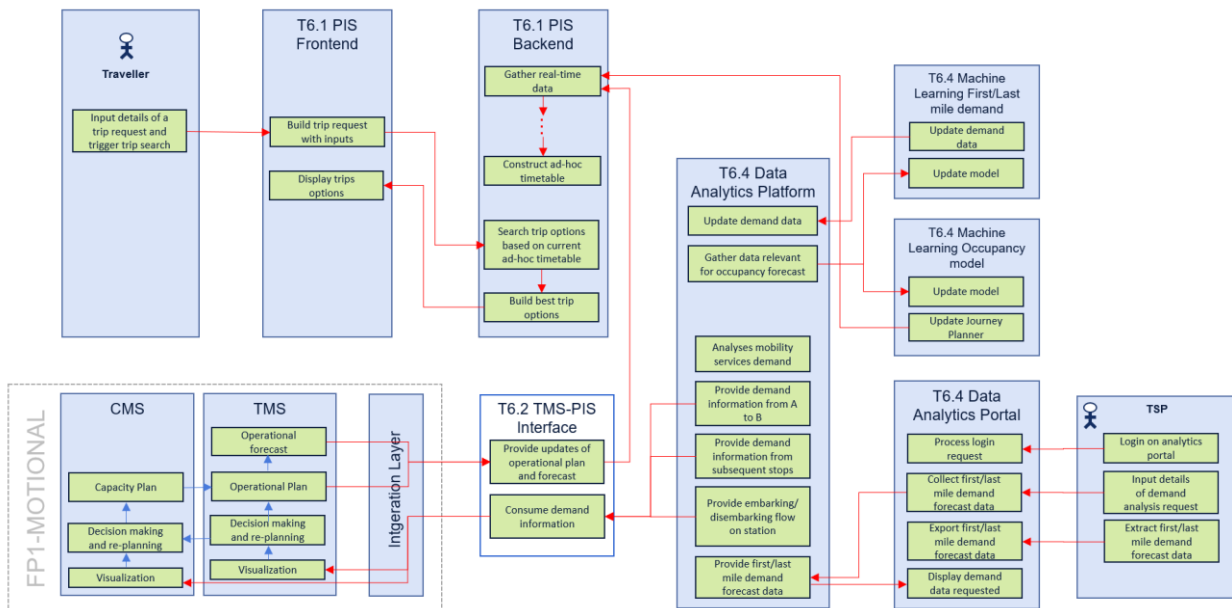 Traveller
Input details of a
trip request and
trigger trip search
T6.1 PIS
Frontend
Build trip request
with inputs
Display trips
options
T6.1 PIS
Backend
Gather real-time
data
Construct ad-hoc
timetable
Search trip options
based on current
ad-hoc timetable
Build best trip
options
T6.4 Data
Analytics Platform
Update demand data
Gather data relevant
for occupancy forecast
Analyses mobility
services demand
Provide demand
information from A
to B
Provide demand
information from
subsequent stops
Provide embarking/
disembarking flow
on station
Provide first/last
mile demand
forecast data
T6.4 Machine
Learning First/Last
mile demand
Update demand
data
Update model
T6.4 Machine
Learning Occupancy
model
Update model
Update Journey
Planner
FP1-MOTIONAL
CMS
Capacity Plan
Decision making
and re-planning
Visualization
TMS
Operational
forecast
Operational Plan
Decision making
and re-planning
Visualization
Intgeration Layer
T6.2 TMS-PIS
Interface
Provide updates of
operational plan
and forecast
Consume demand
information
T6.4 Data
Analytics Portal
Process login
request
Collect first/last
mile demand
forecast data
Export first/last
mile demand
forecast data
Display demand
data requested
TSP
Login on analytics
portal
Input details
of demand
analysis request
Extract first/last
mile demand
forecast data